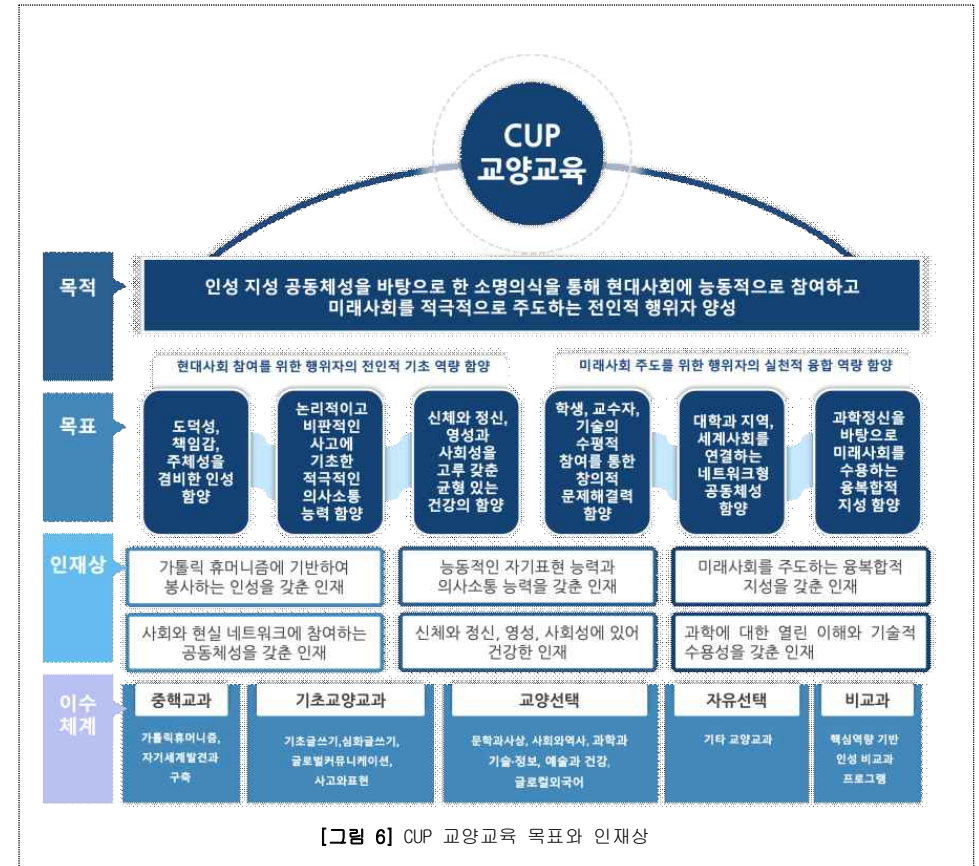 CUP
교양교육
목적
인성 지성 공동체성을 바탕으로 한 소명의식을 통해 현대사회에 능동적으로 참여하고
미래사회를 적극적으로 주도하는 전인적 행위자 양성
현대사회 참여를 위한 행위자의 전인적 기초 역량 함양
미래사회 주도를 위한 행위자의 실천적 융합 역량 함양
목표
도덕성,
책임감,
주체성을
겸비한 인성
함양
논리적이고
비판적인
사고에
기초한
적극적인
의사소통
능력 함양
신체와 정신,
영성과
사회성을
고루 갖춘
균형 있는
건강의 함양
학생, 교수자,
기술의
수평적
참여를 통한
창의적
문제해결력
함양
대학과 지역,
세계사회를
연결하는
네트워크형
공동체성
함양
과학정신을
바탕으로
미래사회를
수용하는
융복합적
지성 함양
인재상
가톨릭 휴머니즘에 기반하여
봉사하는 인성을 갖춘 인재
능동적인 자기표현 능력과
의사소통 능력을 갖춘 인재
미래사회를 주도하는 융복합적
지성을 갖춘 인재
사회와 현실 네트워크에 참여하는
공동체성을 갖춘 인재
신체와 정신, 영성, 사회성에 있어
건강한 인재
과학에 대한 열린 이해와 기술적
수용성을 갖춘 인재
이수
체계
중핵교과
가톨릭휴머니즘,
자기세계발견과
구축
기초교양교과
기초글쓰기,심화글쓰기,
글로벌커뮤니케이션,
사고와표현
교양선택
문학과사상, 사회와역사, 과학과
기술·정보, 예술과 건강,
글로컬외국어
자유선택
기타 교양교과
비교과
핵심역량 기반
인성 비교과
프로그램
[그림 6] CUP 교양교육 목표와 인재상